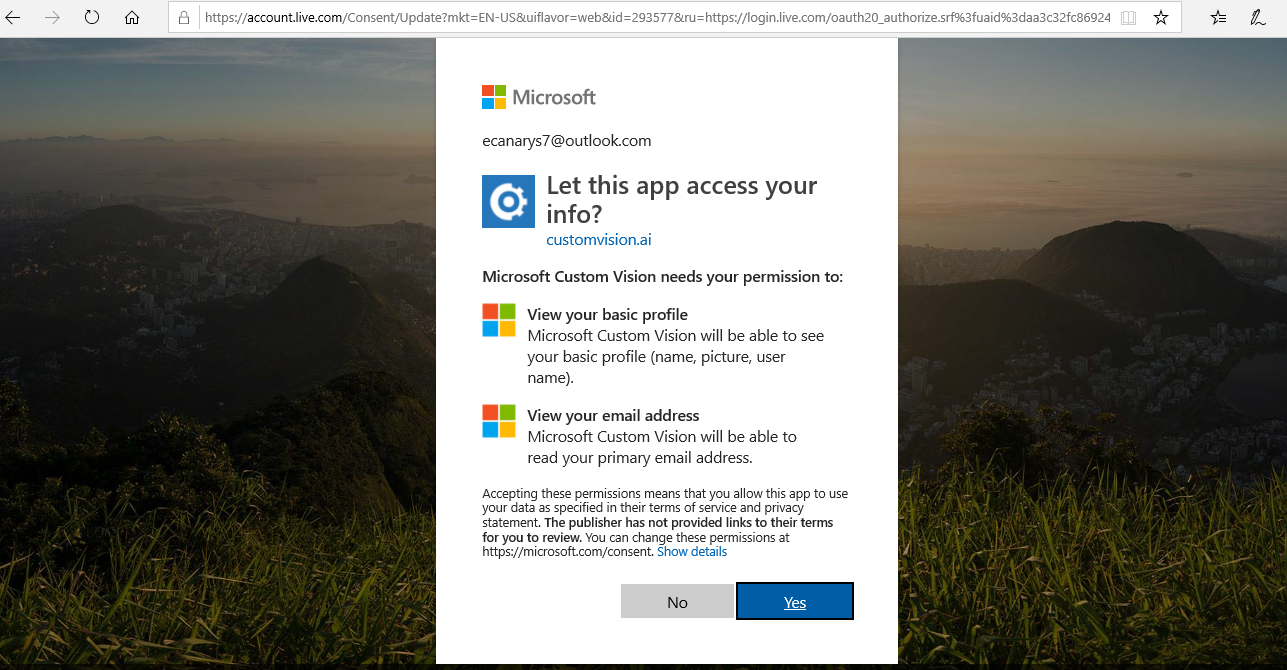 https://account.live.com/Consent/Update?mkt=EN-US&uiflavor=web&id=293577&ru=https://login.live.com/oauth20_authorize.srf%3fuaid%3daa3c32fc86924
Microsoft
ecanarys7@outlook.com
Let this app access your
info?
customvision.ai
Microsoft Custom Vision needs your permission to:
View your basic profile
Microsoft Custom Vision will be able to see
your basic profile (name, picture, user
name).
View your email address
Microsoft Custom Vision will be able to
read your primary email address.
Accepting these permissions means that you allow this app to use
your data as specified in their terms of service and privacy
statement. The publisher has not provided links to their terms
for you to review. You can change these permissions at
https://microsoft.com/consent. Show details
No
Yes